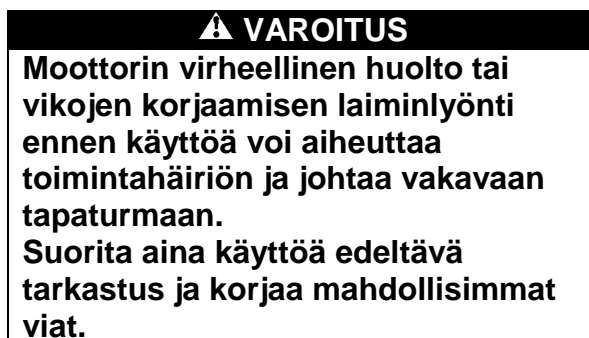 VAROITUS
Moottorin virheellinen huolto tai
vikojen korjaamisen laiminlyönti
ennen käyttöä voi aiheuttaa
toimintahäiriön ja johtaa vakavaan
tapaturmaan.
Suorita aina käyttöä edeltävä
tarkastus ja korjaa mahdollisimmat
viat.